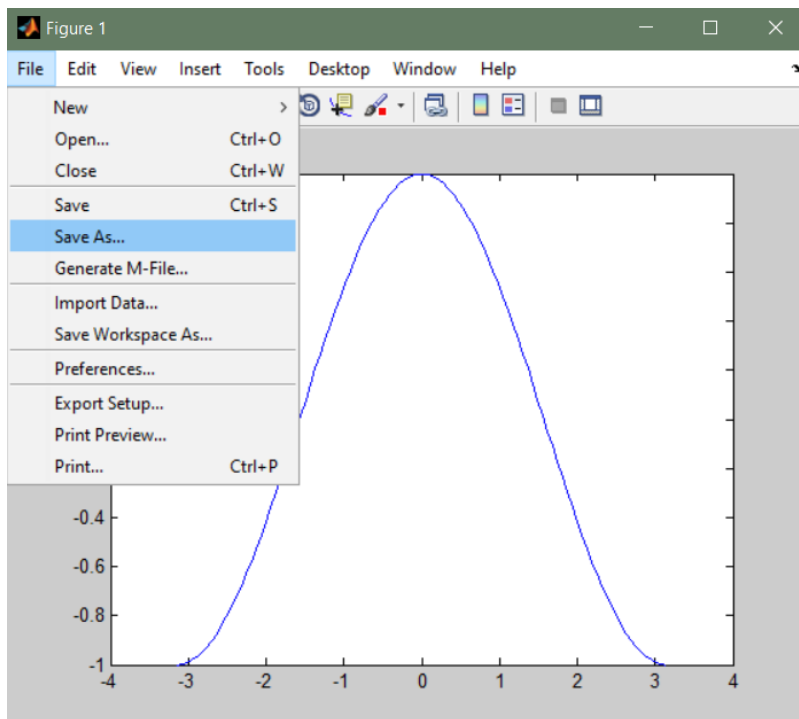 Figure 1
File Edit View Insert Tools Desktop Window Help
New
Open... Ctrl+O
Close Ctrl+W
Save Ctrl+S
Save As...
Generate M-File...
Import Data...
Save Workspace As...
Preferences...
Export Setup...
Print Preview...
Print... Ctrl+P
-0.4
-0.6
-0.8
-1
-4 -3 -2 -1 0 1 2 3 4